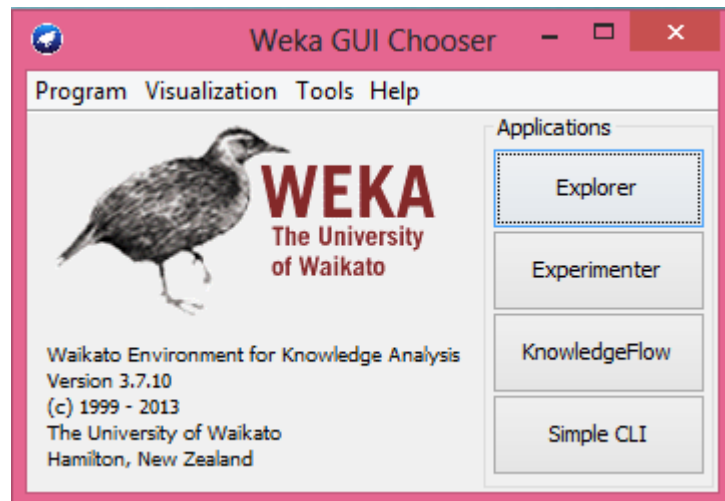 Weka GUI Chooser
Program Visualization Tools Help
WEKA
The University
of Waikato
Waikato Environment for Knowledge Analysis
Version 3.7.10
(c) 1999 - 2013
The University of Waikato
Hamilton, New Zealand
Applications
Explorer
Experimenter
KnowledgeFlow
Simple CLI